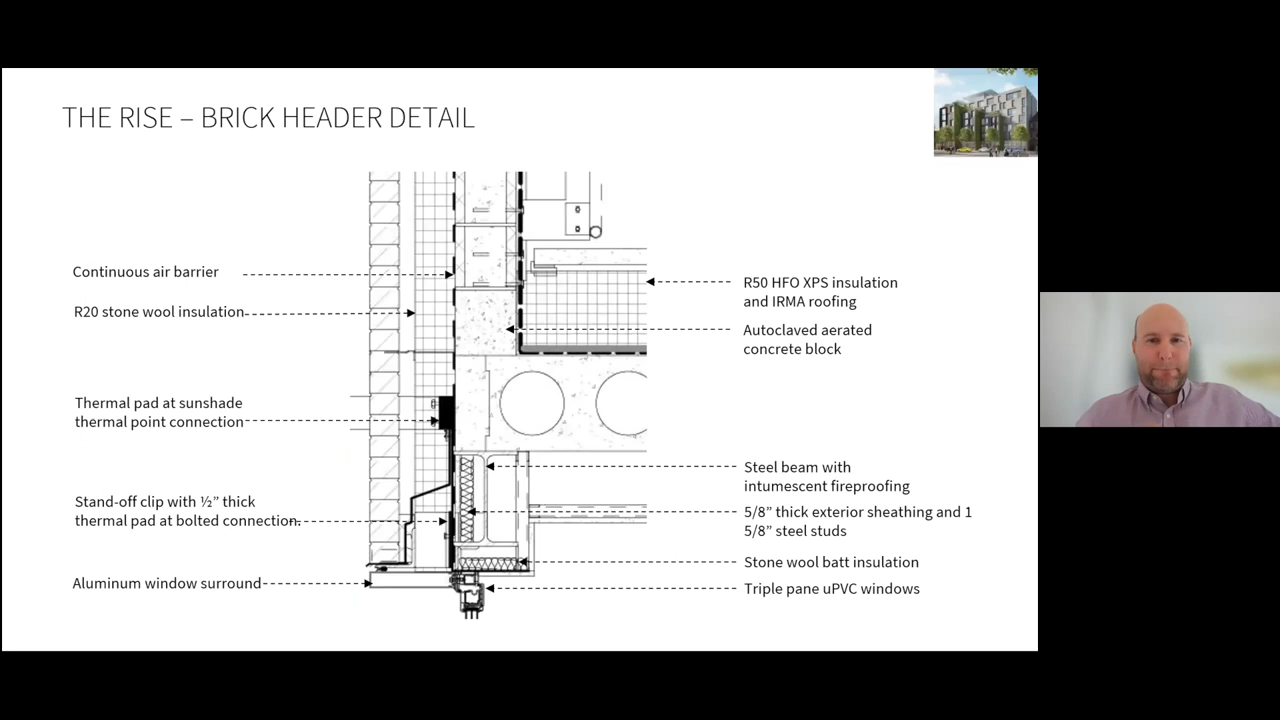 THE RISE – BRICK HEADER DETAIL
Continuous air barrier
R20 stone wool insulation
Thermal pad at sunshade
thermal point connection
Stand-off clip with ½” thick
thermal pad at bolted connection.
Aluminum window surround
R50 HFO XPS insulation
and IRMA roofing
Autoclaved aerated
concrete block
Steel beam with
intumescent fireproofing
5/8” thick exterior sheathing and 1
5/8” steel studs
Stone wool batt insulation
Triple pane uPVC windows